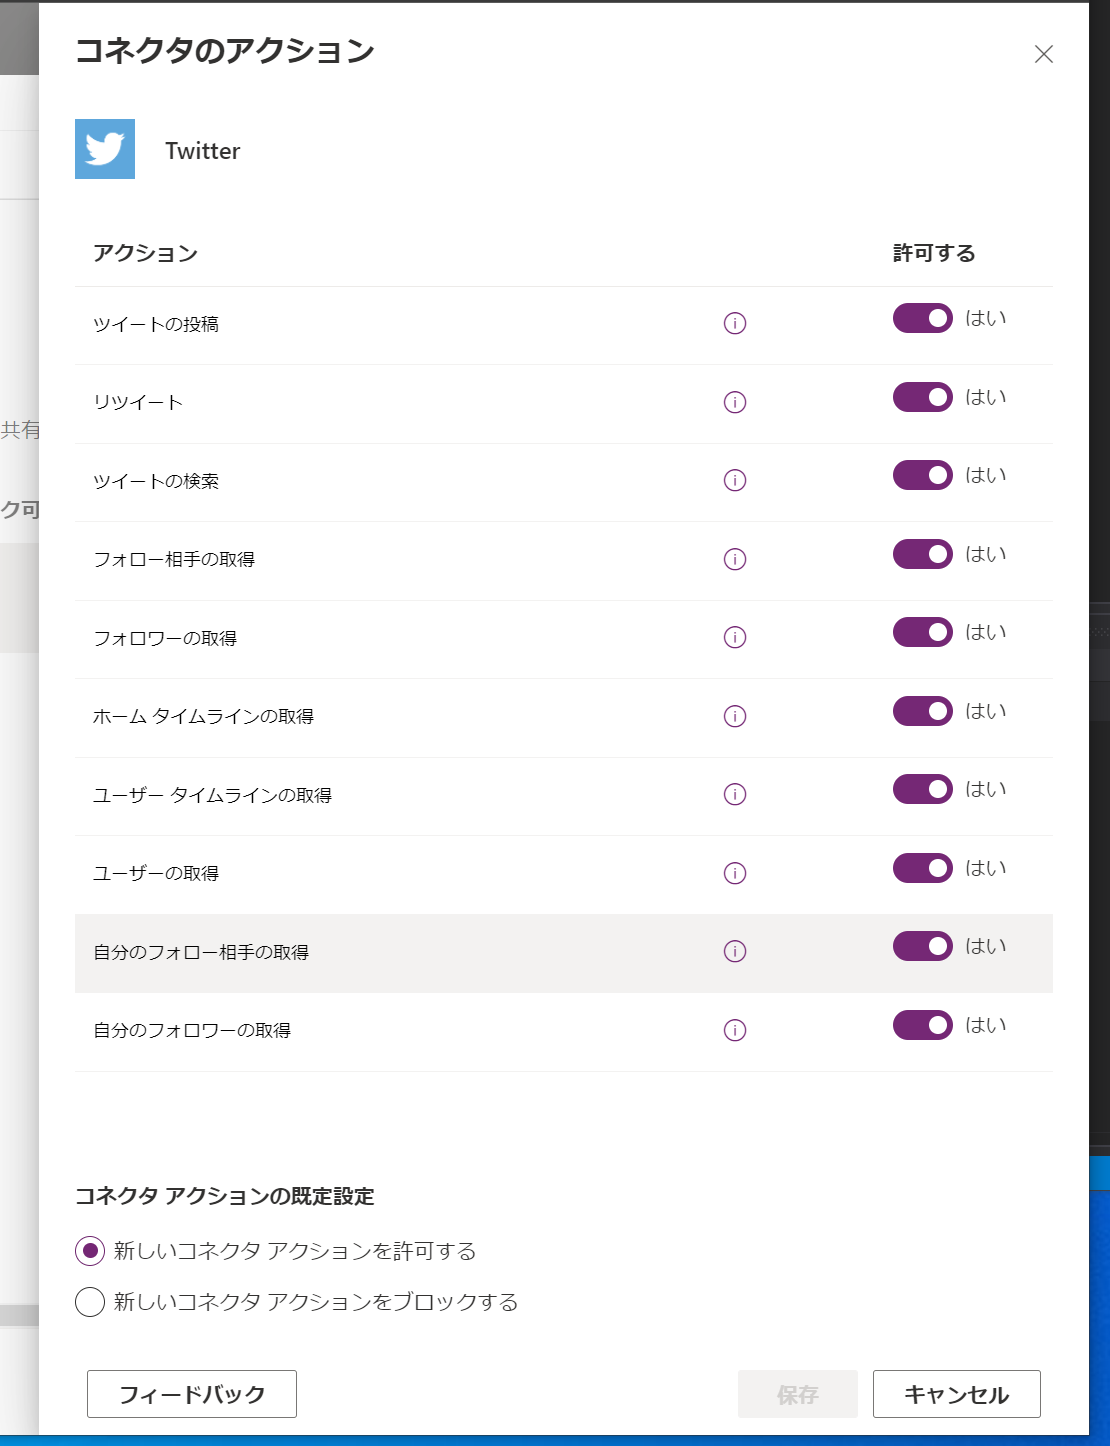 コネクタのアクション
Twitter
アクション 許可する
ツイートの投稿 はい
リツイート はい
ツイートの検索 はい
共有
フォロー相手の取得 はい
ク可
フォロワーの取得 はい
ホーム タイムラインの取得 はい
ユーザー タイムラインの取得 はい
ユーザーの取得 はい
自分のフォロー相手の取得 はい
自分のフォロワーの取得 はい
コネクタ アクションの既定設定
新しいコネクタ アクションを許可する
新しいコネクタ アクションをブロックする
フィードバック 保存 キャンセル